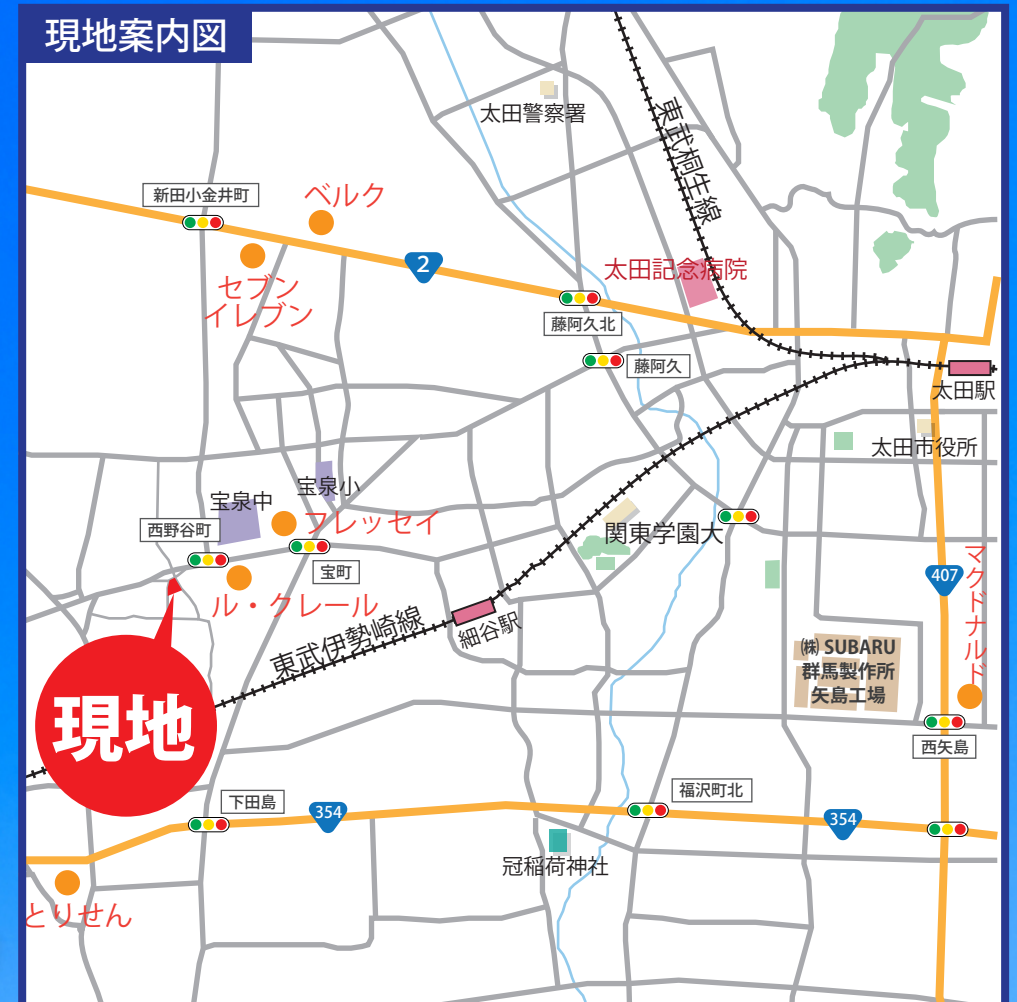 現地案内図
太田警察署
東武桐生線
新田小金井町
ベルク
2
セブン
イレブン
太田記念病院
藤阿久北
藤阿久
太田駅
太田市役所
宝泉小
宝泉中
フレッセイ
西野谷町
関東学園大
宝町
407
マクドナルド
ル・クレール
東武伊勢崎線
細谷駅
㈱ SUBARU
群馬製作所
矢島工場
現地
西矢島
下田島
354
福沢町北
354
冠稲荷神社
とりせん